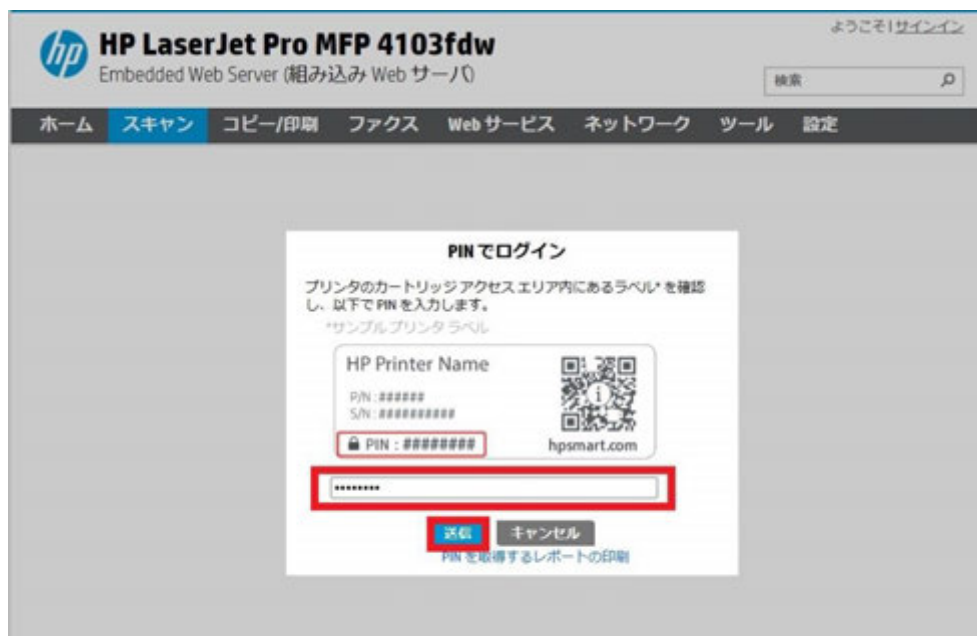 ようこそ！サインイン
hp
HP LaserJet Pro MFP 4103fdw
Embedded Web Server (組み込み Web サーバ)
検索
ホーム スキャン コピー/印刷 ファクス Web サービス ネットワーク ツール 設定
PIN でログイン
プリンタのカートリッジ アクセス エリア内にあるラベル* を確認
し、以下で PIN を入力します。
*サンプル プリンタ ラベル
HP Printer Name
P/N : ######
S/N : ##########
PIN : ########
hpsmart.com
••••••••
送信 キャンセル
PIN を取得するレポートの印刷